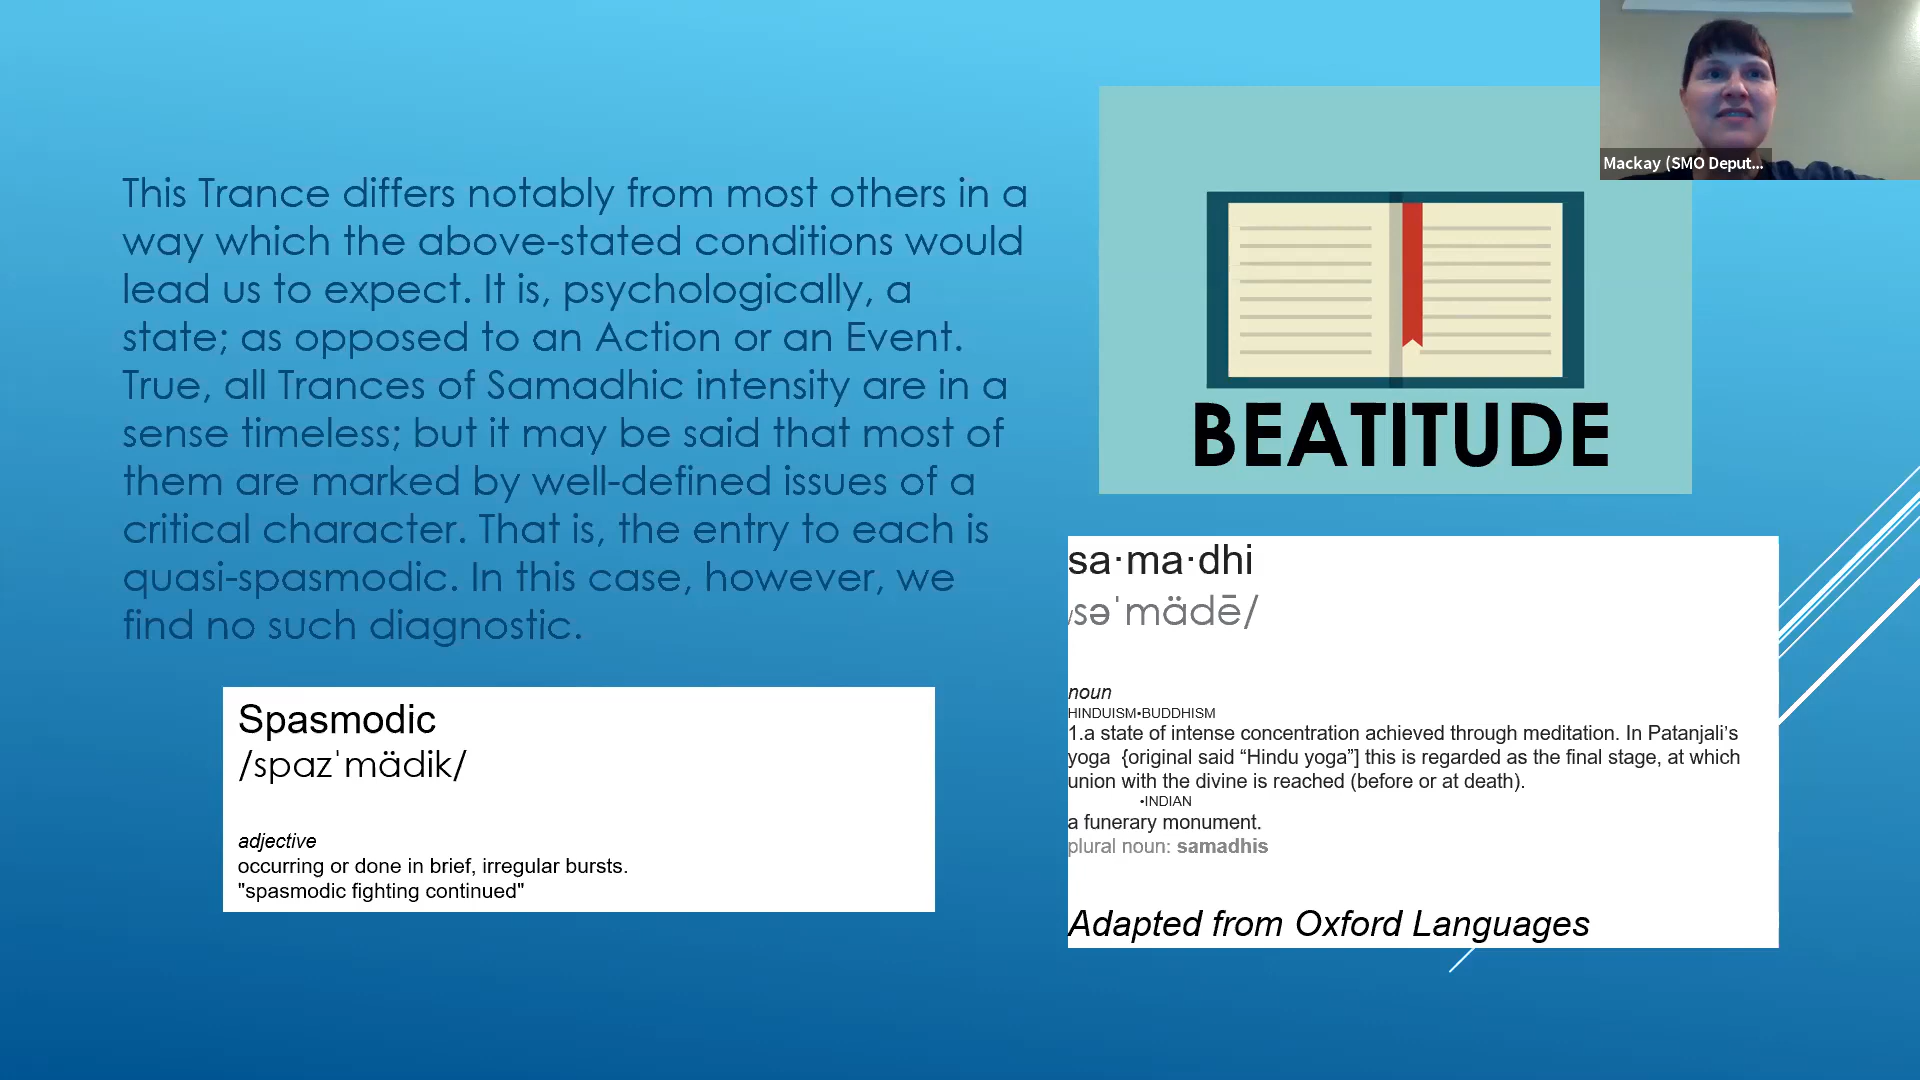 This Trance differs notably from most others in a
way which the above-stated conditions would
lead us to expect. It is, psychologically, a
state; as opposed to an Action or an Event.
True, all Trances of Samadhic intensity are in a
sense timeless; but it may be said that most of
them are marked by well-defined issues of a
critical character. That is, the entry to each is
quasi-spasmodic. In this case, however, we
find no such diagnostic.
Spasmodic
/spazˈmädik/
adjective
occurring or done in brief, irregular bursts.
"spasmodic fighting continued"
BEATITUDE
Mackay (SMO Deput...
sa·ma·dhi
/səˈmädē/
noun
HINDUISM•BUDDHISM
1.a state of intense concentration achieved through meditation. In Patanjali's
yoga {original said “Hindu yoga”] this is regarded as the final stage, at which
union with the divine is reached (before or at death).
•INDIAN
a funerary monument.
plural noun: samadhis
Adapted from Oxford Languages